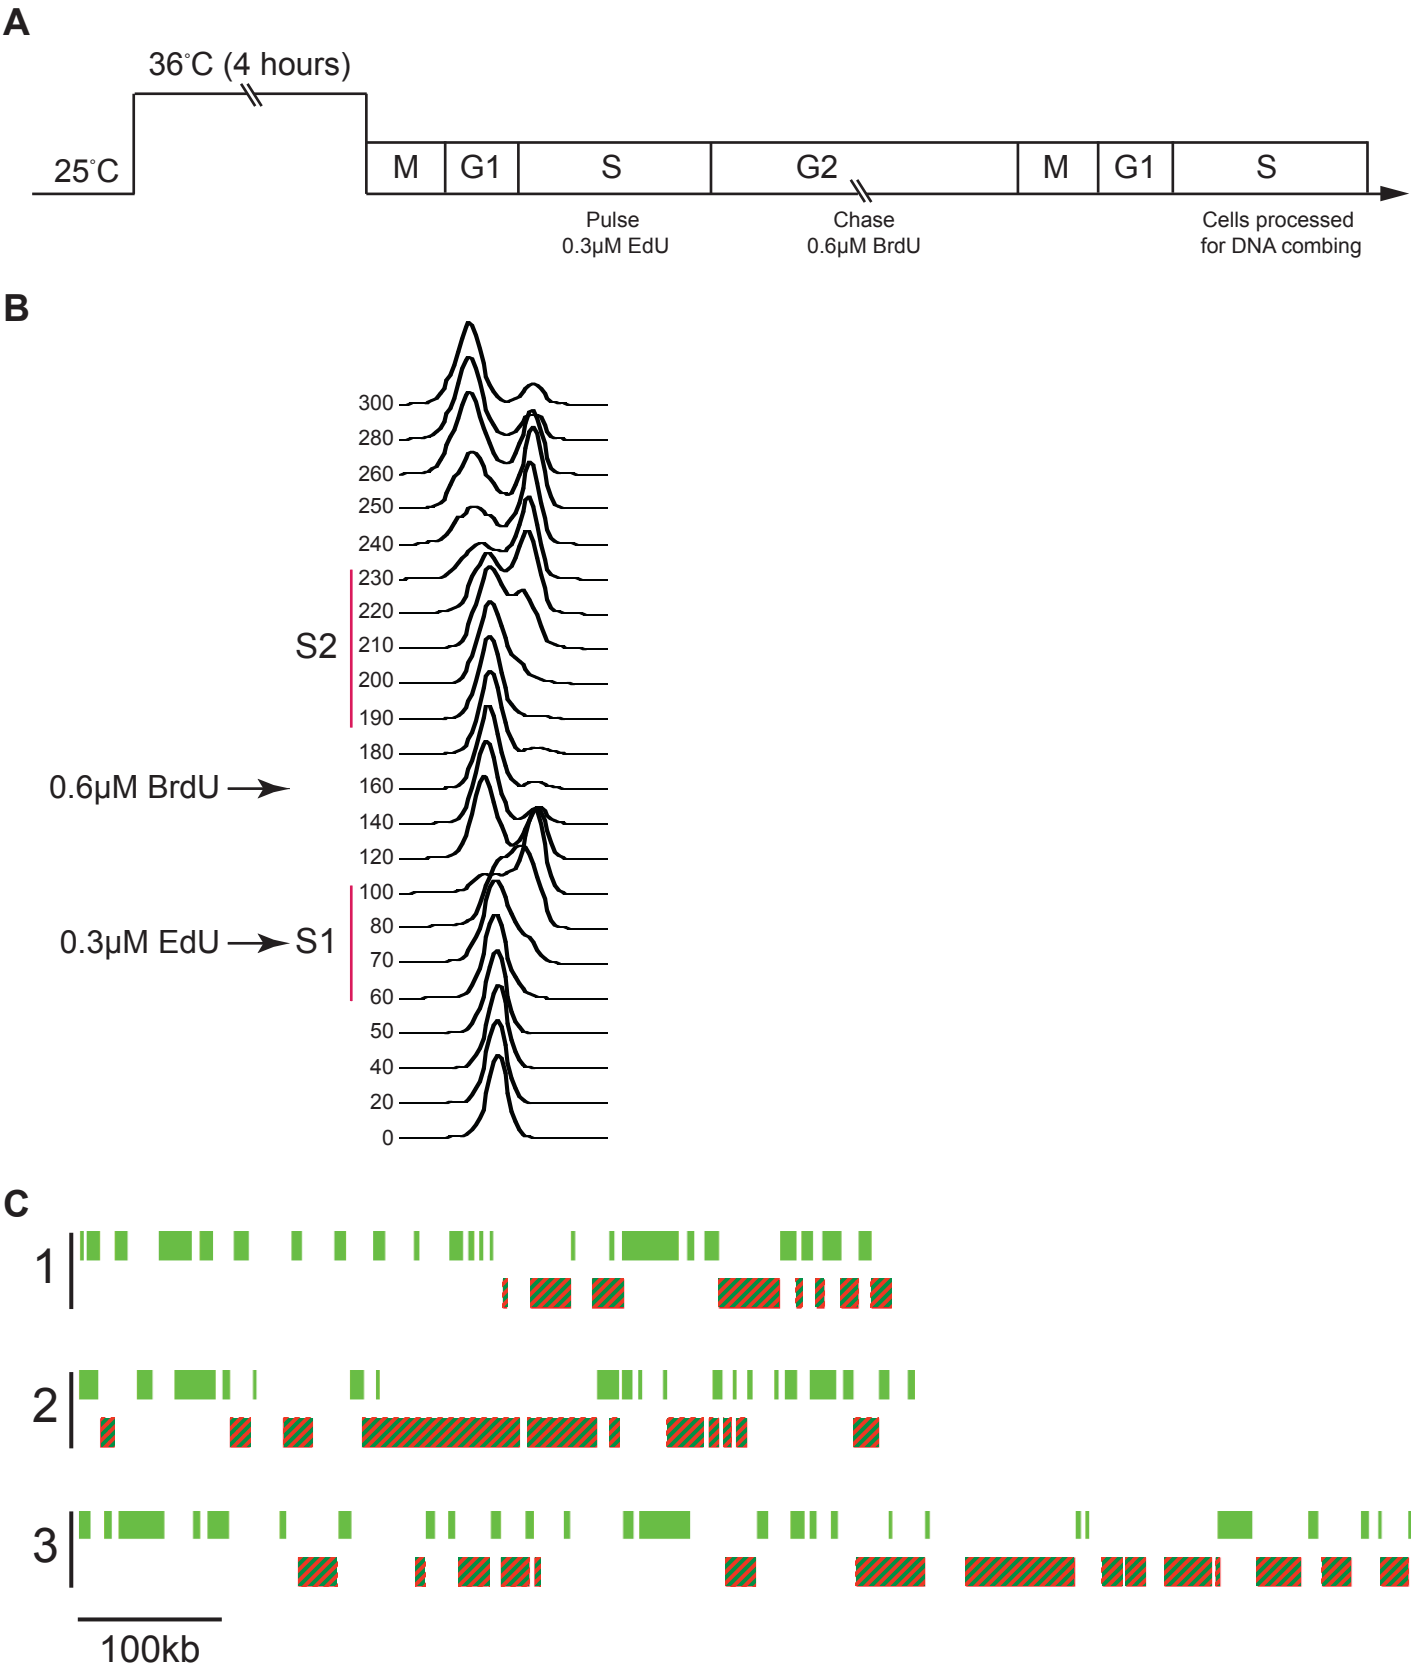 A
36°C (4 hours)
25°C
M G1 S G2 M G1 S
Pulse
0.3µM EdU
Chase
0.6µM BrdU
Cells processed
for DNA combing
B
300
280
260
250
240
230
220
S2
210
200
190
180
0.6µM BrdU
160
140
120
100
80
0.3µM EdU
S1
70
60
50
40
20
0
C
1
2
3
100kb